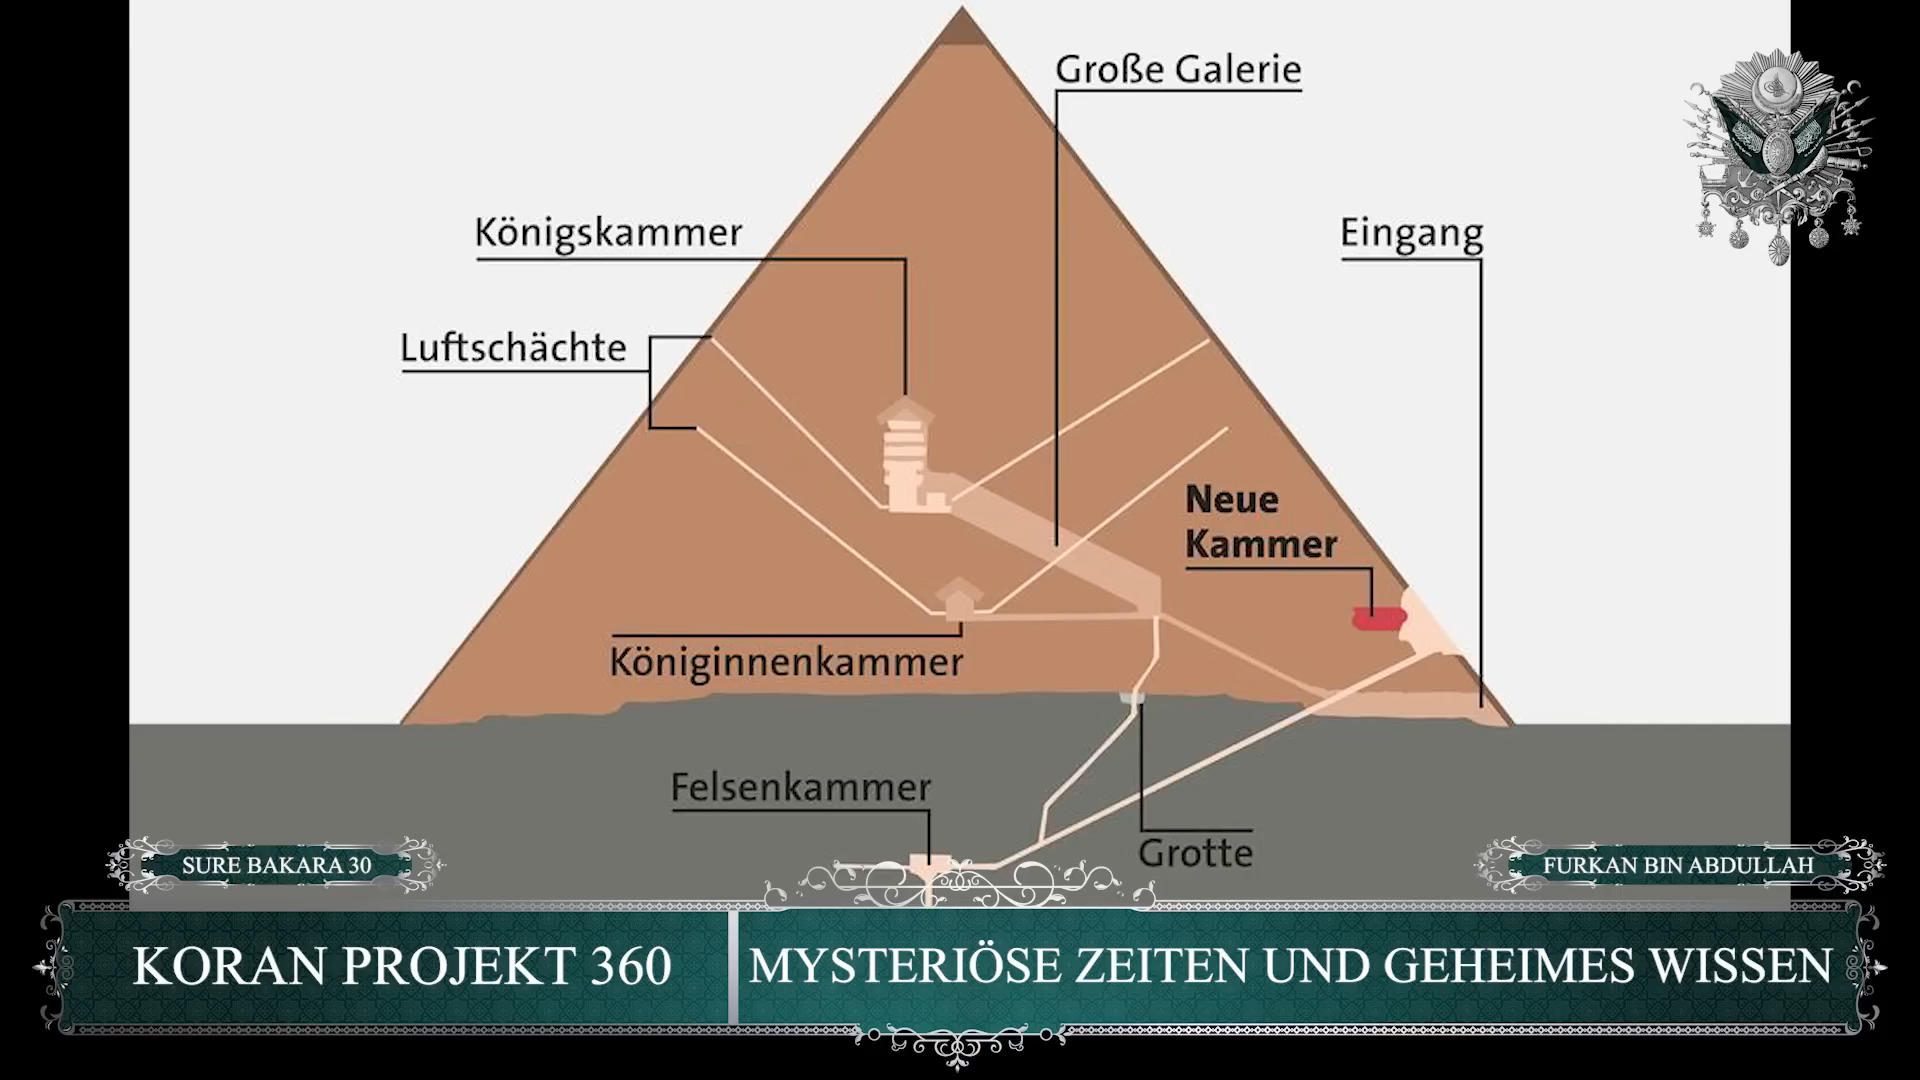 Große Galerie
Königskammer
Eingang
Luftschächte
Neue
Kammer
Königinnenkammer
Felsenkammer
Grotte
SURE BAKARA 30
FURKAN BIN ABDULLAH
KORAN PROJEKT 360
MYSTERIÖSE ZEITEN UND GEHEIMES WISSEN